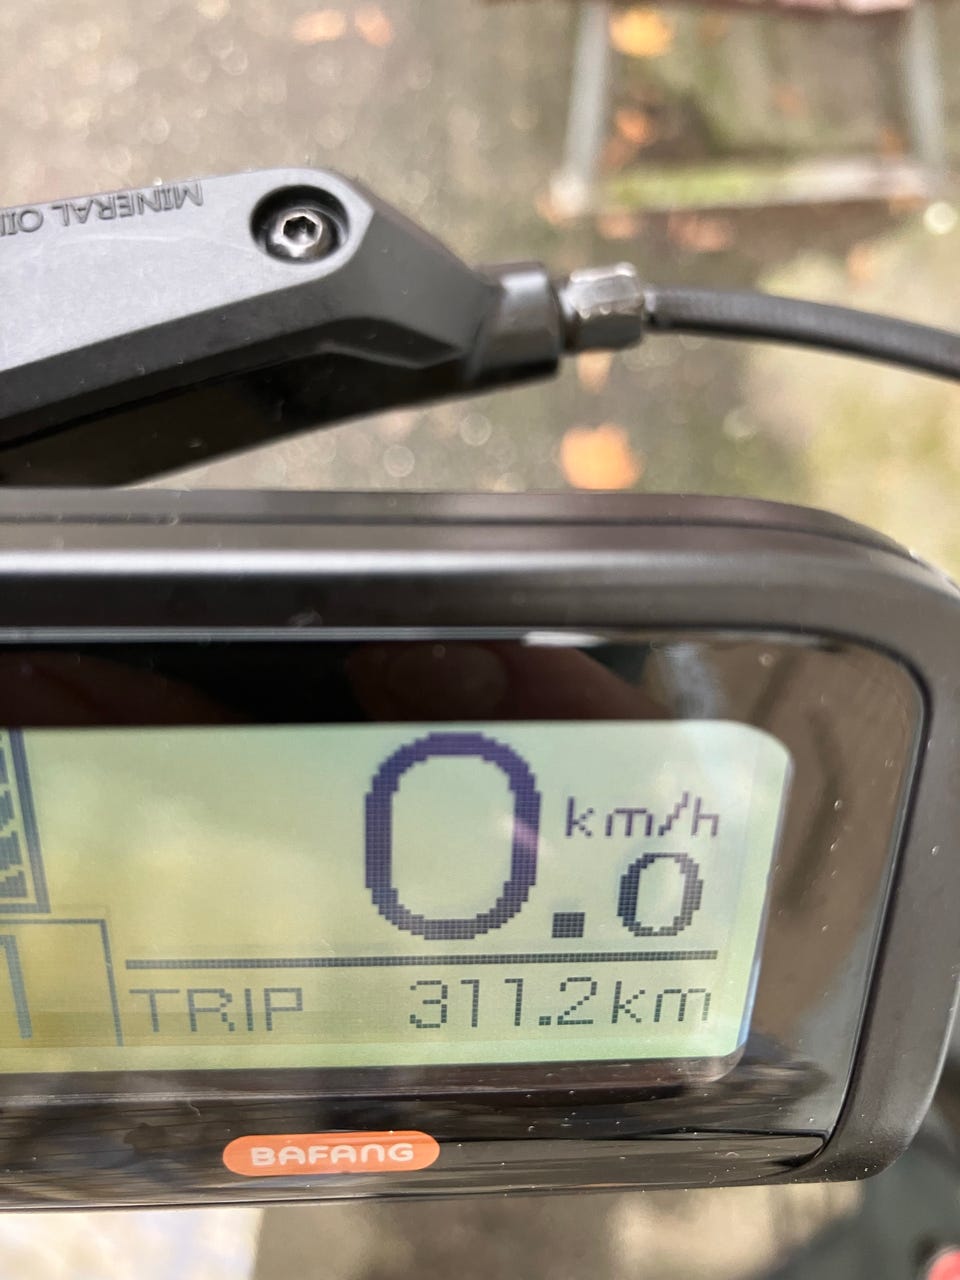 MINERAL OIL
0.0 km/h
TRIP 311.2km
BAFANG